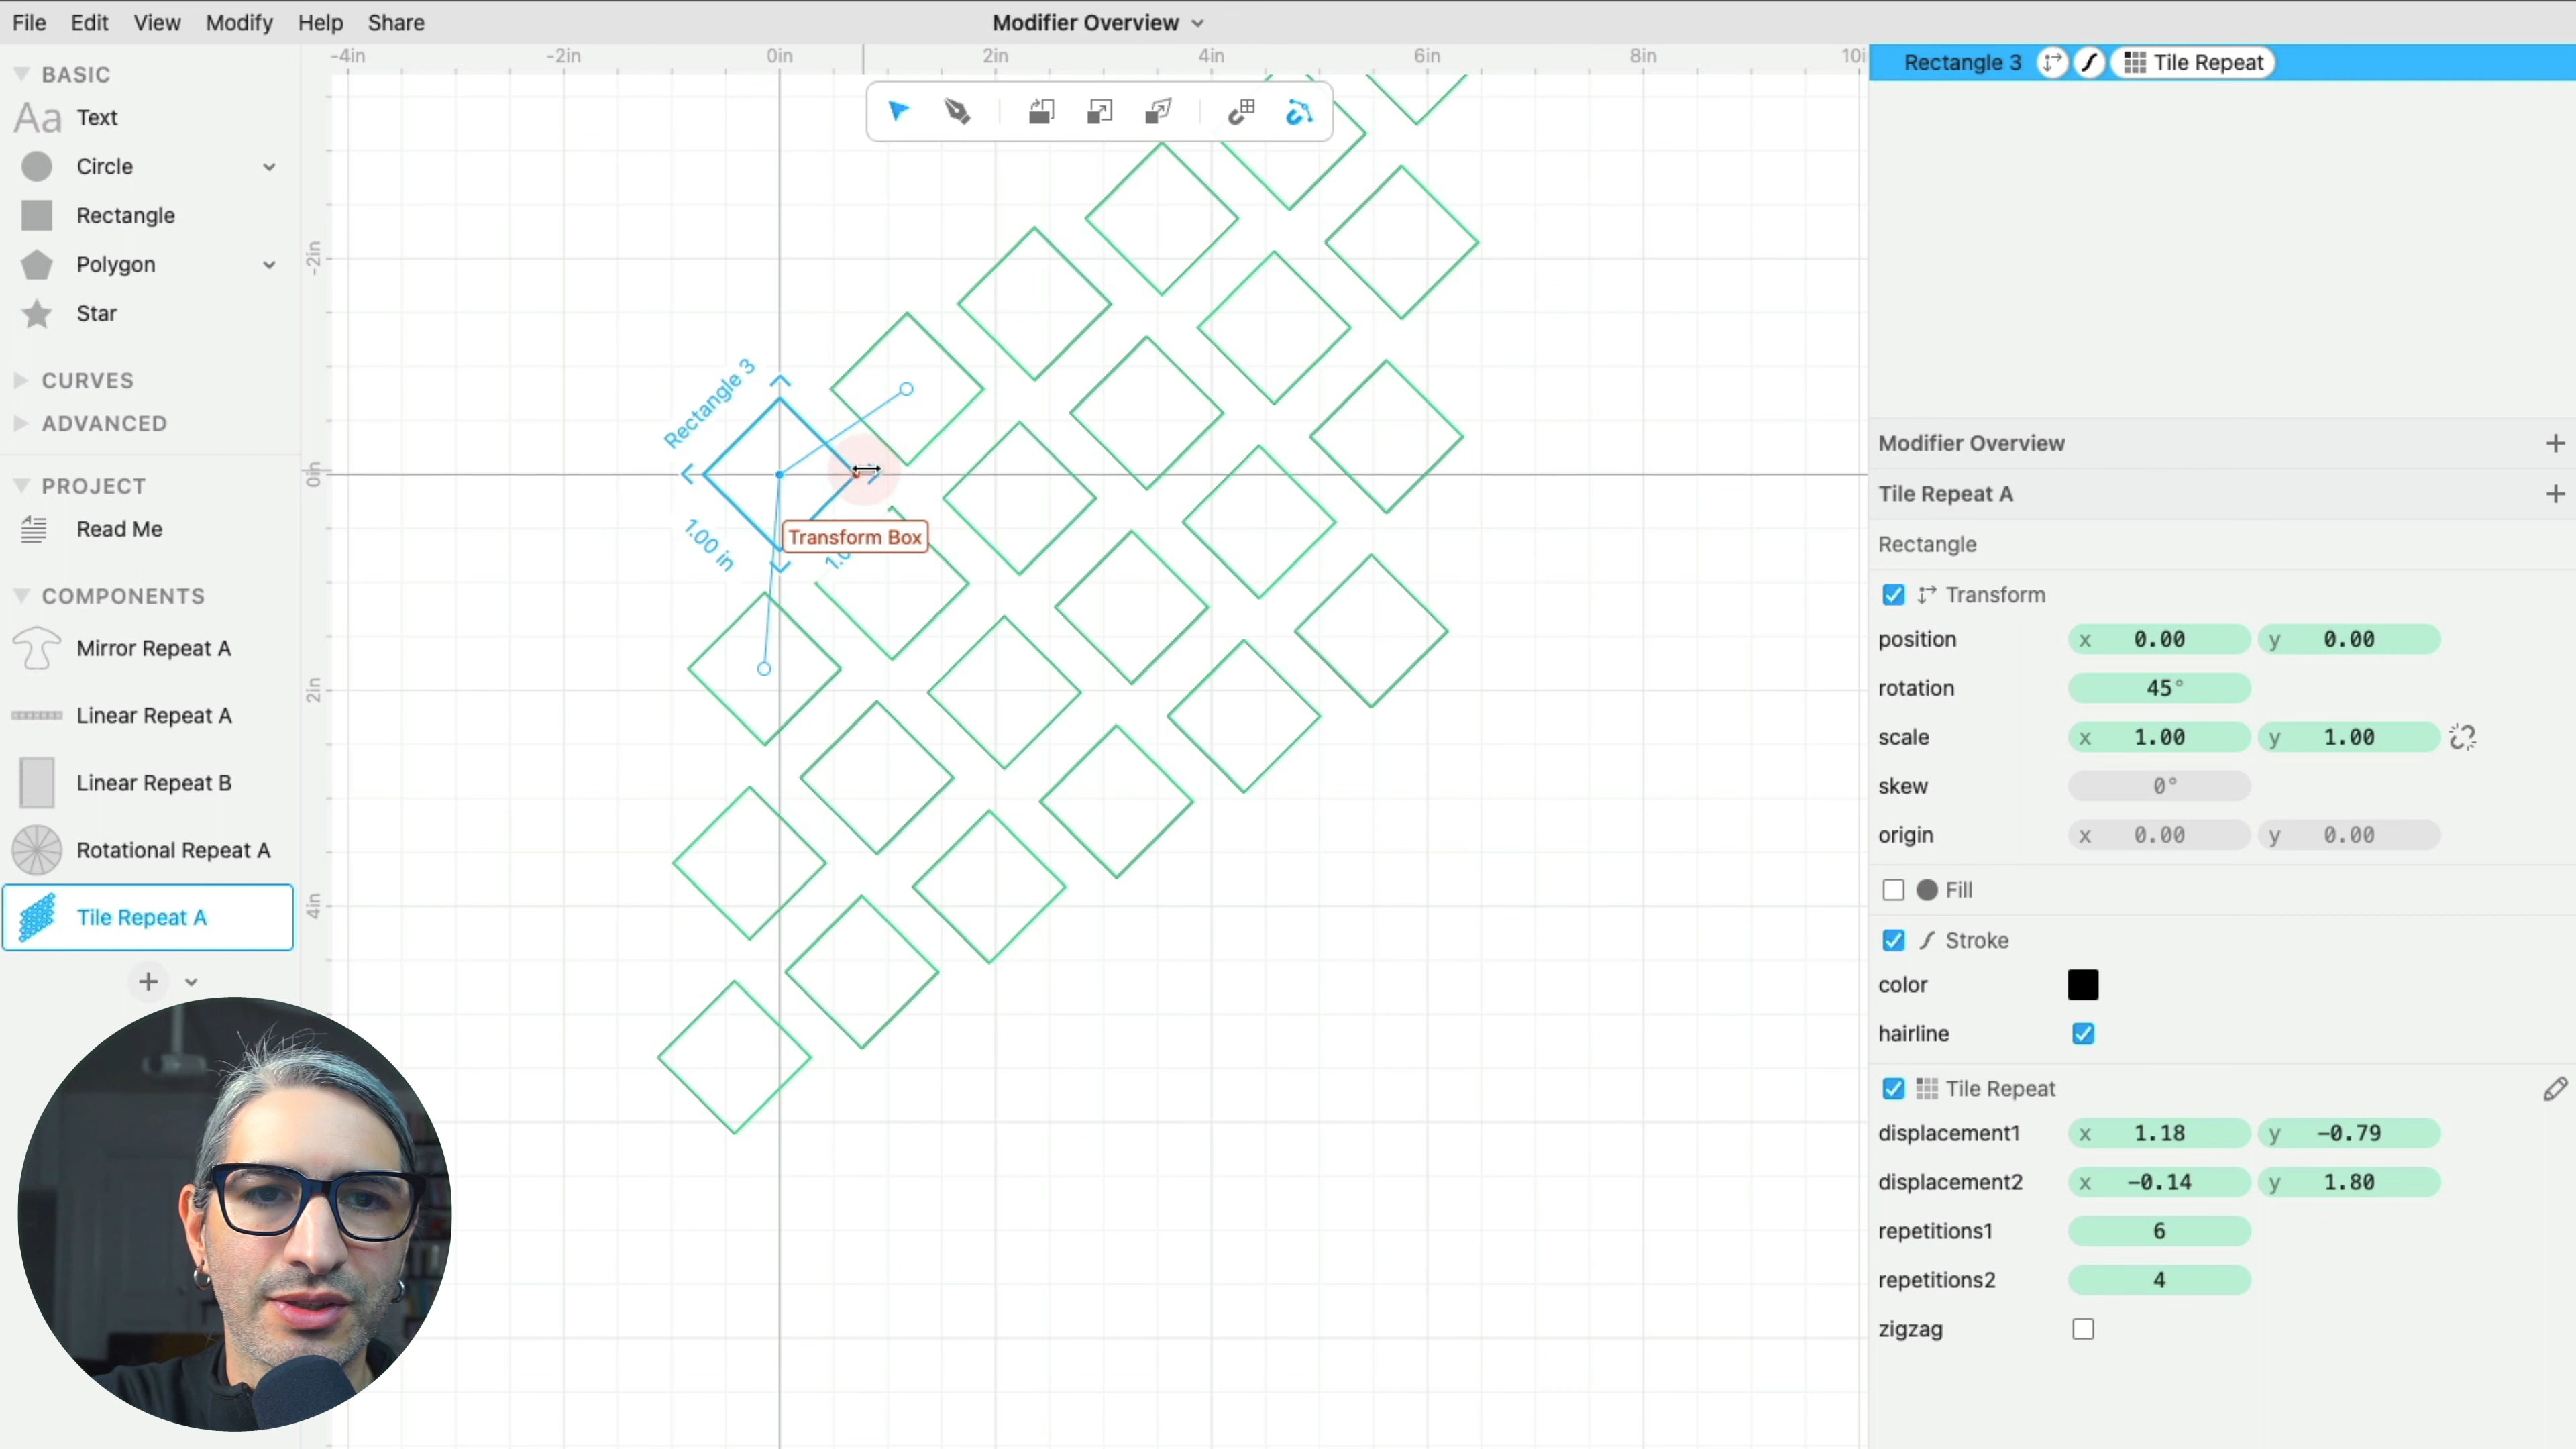 File Edit View Modify Help Share
Modifier Overview
Rectangle 3 Tile Repeat
-4in -2in 0in 2in 4in 6in 8in
-2in
0in
2in
4in
BASIC
Aa Text
Circle
Rectangle
Polygon
Star
CURVES
ADVANCED
PROJECT
Read Me
COMPONENTS
Mirror Repeat A
Linear Repeat A
Linear Repeat B
Rotational Repeat A
Tile Repeat A
Rectangle 3
1.00 in
Transform Box
Modifier Overview
Tile Repeat A
Rectangle
Transform
position x 0.00 y 0.00
rotation 45°
scale x 1.00 y 1.00
skew 0°
origin x 0.00 y 0.00
Fill
Stroke
color
hairline
Tile Repeat
displacement1 x 1.18 y -0.79
displacement2 x -0.14 y 1.80
repetitions1 6
repetitions2 4
zigzag